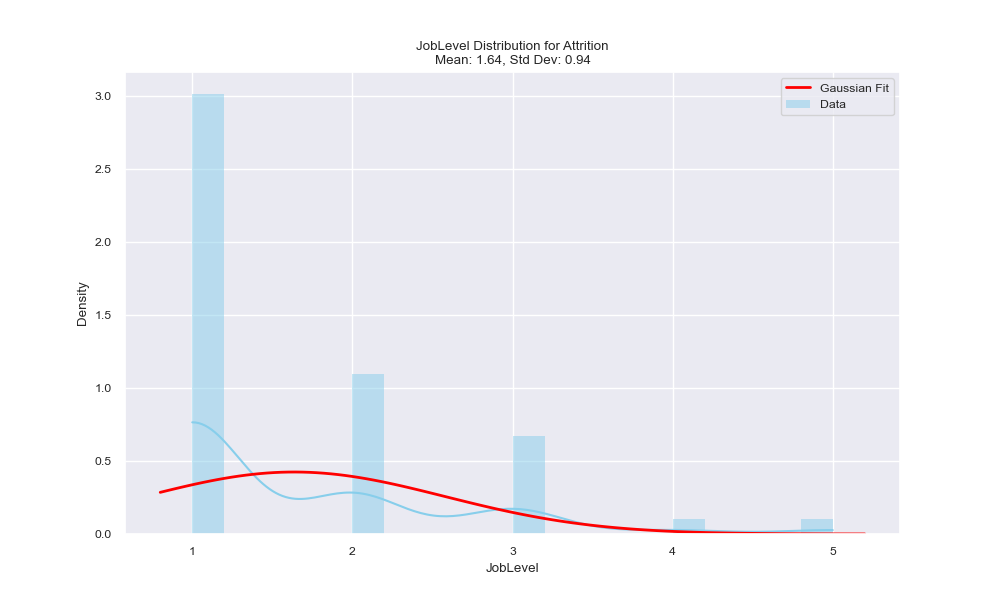 JobLevel Distribution for Attrition
Mean: 1.64, Std Dev: 0.94
Gaussian Fit
Data
Density
3.0
2.5
2.0
1.5
1.0
0.5
0.0
1 2 3 4 5
JobLevel